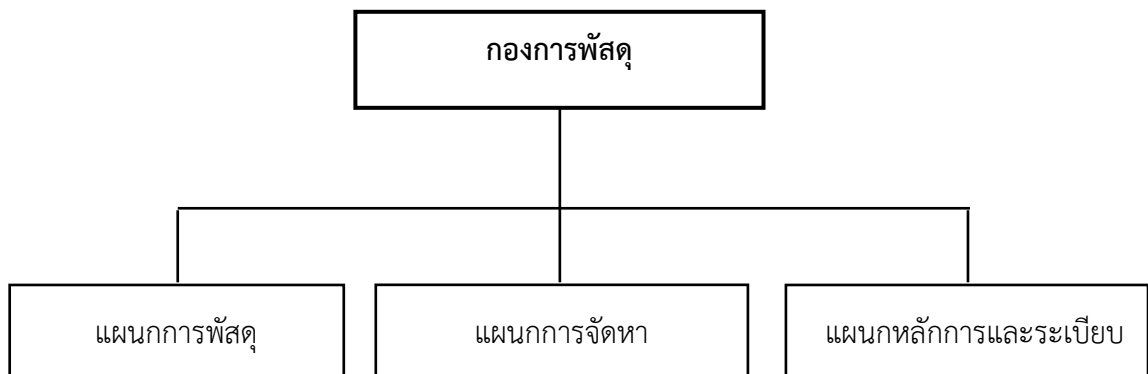 กองการพัสดุ
แผนกการพัสดุ
แผนกการจัดหา
แผนกหลักการและระเบียบ